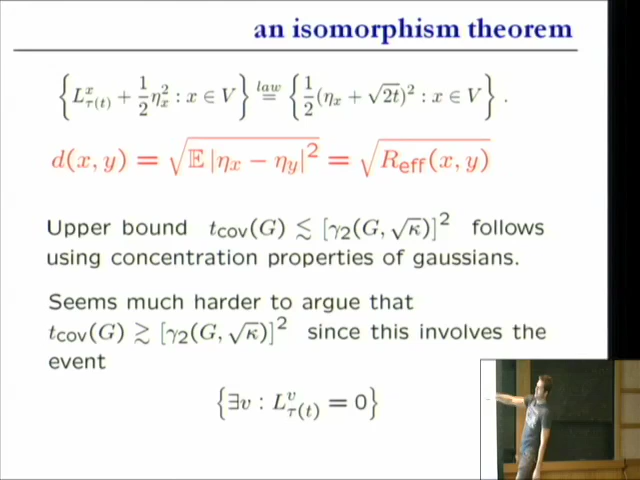 an isomorphism theorem
{ L^x_{τ(t)} + 1/2 η_x^2 : x ∈ V } law= { 1/2 (η_x + √2t)^2 : x ∈ V } .
d(x, y) = √(𝔼 |η_x − η_y|^2) = √(R_eff(x, y))
Upper bound t_cov(G) ≲ [γ_2(G, √κ)]^2 follows
using concentration properties of gaussians.
Seems much harder to argue that
t_cov(G) ≳ [γ_2(G, √κ)]^2 since this involves the
event
{ ∃v : L^v_{τ(t)} = 0 }